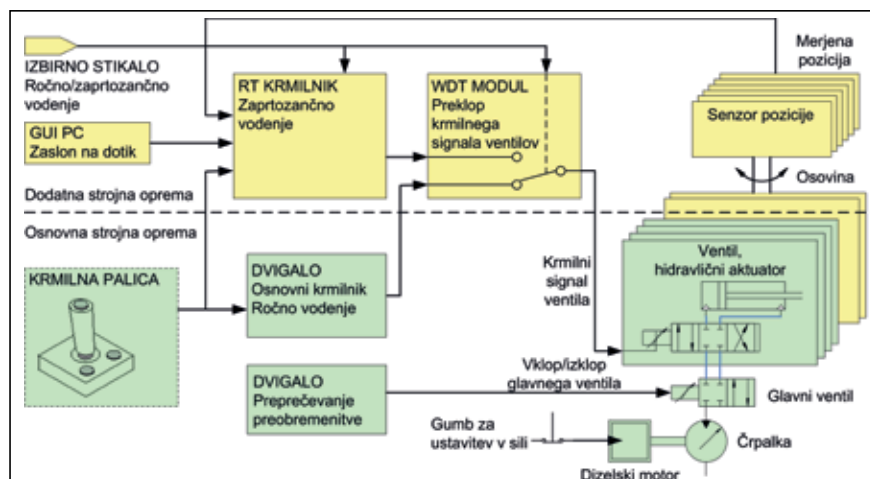 IZBIRNO STIKALO
Ročno/zaprtozančno
vodenje
GUI PC
Zaslon na dotik
RT KRMILNIK
Zaprtozančno
vodenje
WDT MODUL
Preklop
krmilnega
signala ventilov
Merjena
pozicija
Senzor pozicije
Osovina
Dodatna strojna oprema
Osnovna strojna oprema
KRMILNA PALICA
DVIGALO
Osnovni krmilnik
Ročno vodenje
Krmilni
signal
ventila
Ventil,
hidravlični aktuator
DVIGALO
Preprečevanje
preobremenitve
Vklop/izklop
glavnega ventila
Glavni ventil
Gumb za
ustavitev v sili
Dizelski motor
Črpalka